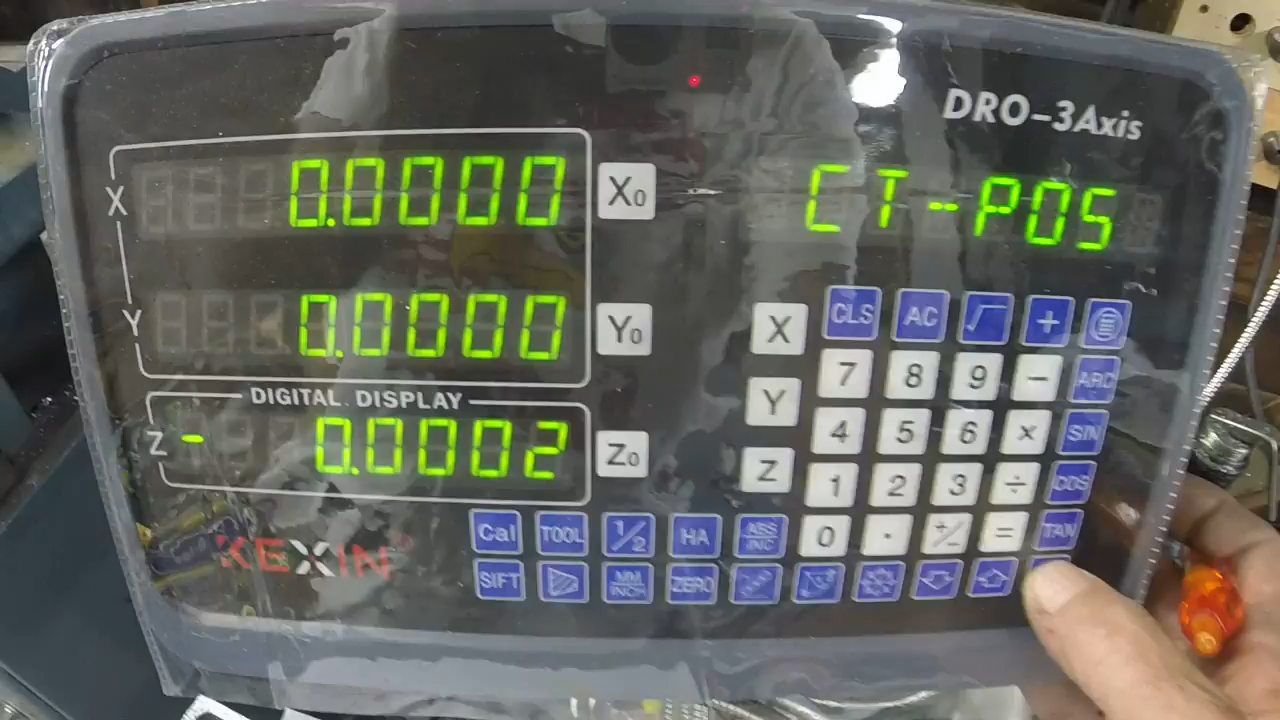 DRO-3Axis
X 0.0000 X0
CT-POS
Y 0.0000 Y0
DIGITAL DISPLAY
Z - 0.0002 Z0
KEXIN
X CLS AC √ +
7 8 9 - ARC
Y 4 5 6 × SIN
Z 1 2 3 ÷ COS
Cal TOOL 1/2 HA ABS/INC 0 . +/- = TAN
SIFT MM/INCH ZERO